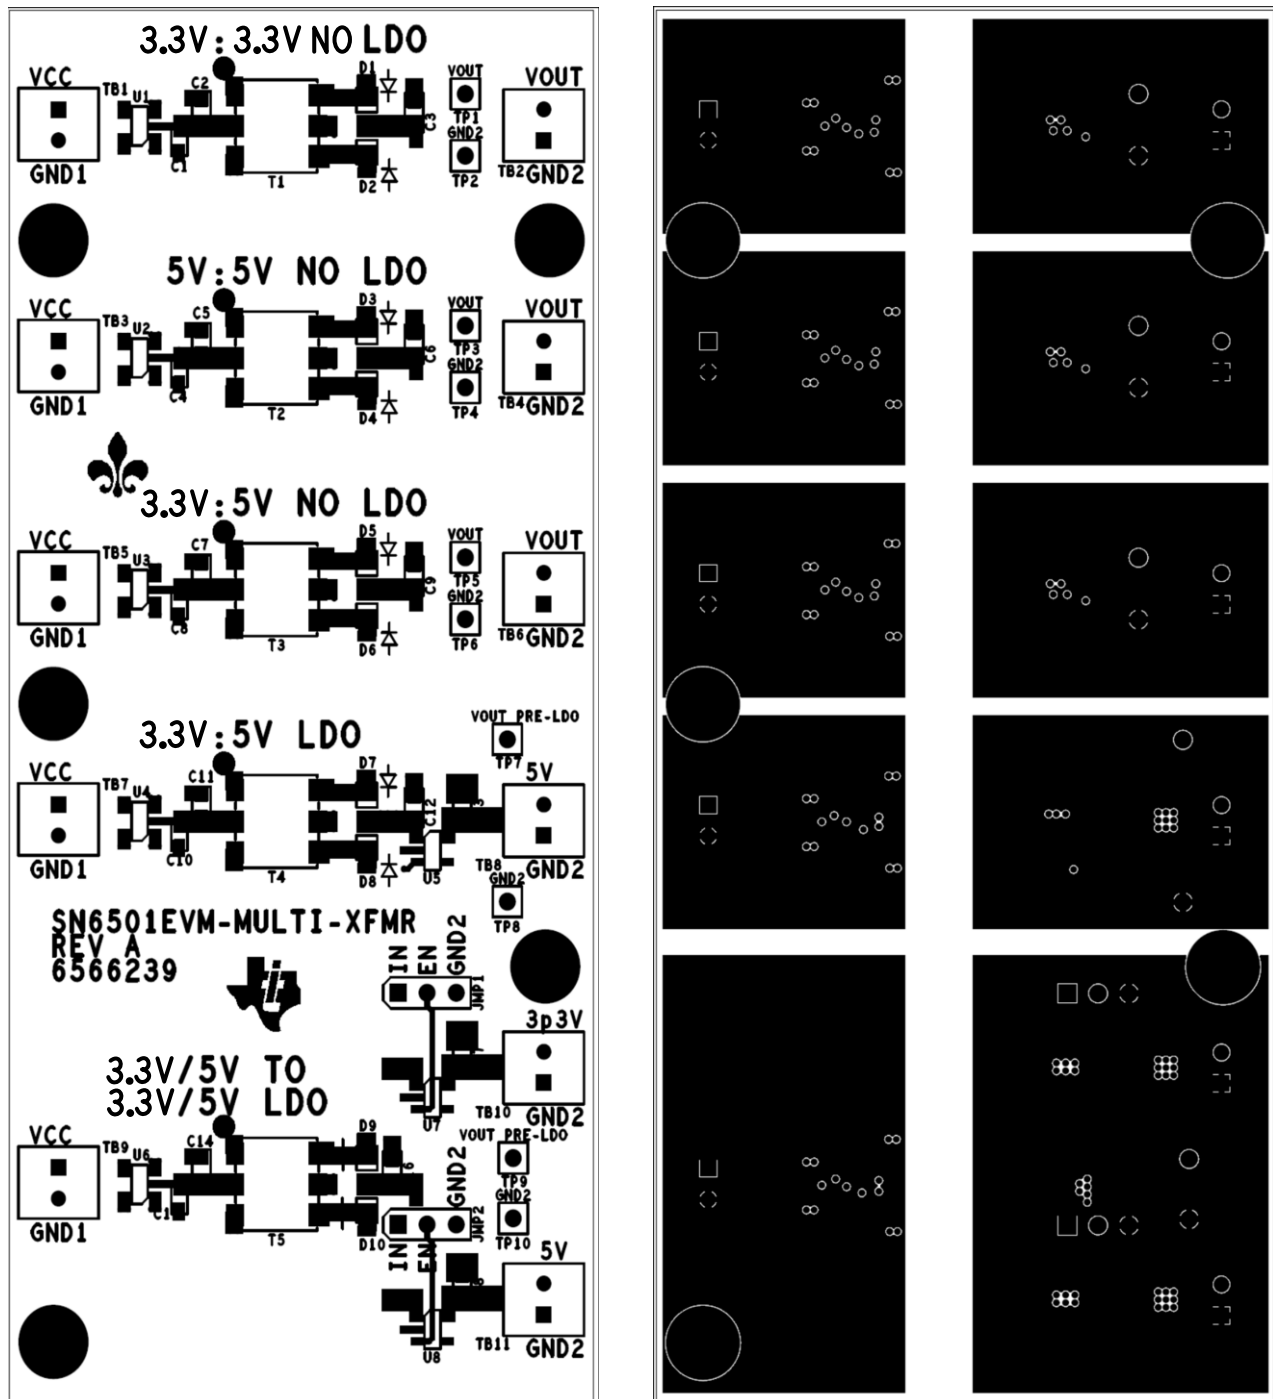 3.3V:3.3V NO LDO
VCC TB1 U1 C2 D1 VOUT VOUT
C1 T1 D2 C3 TP1
GND2
TP2
GND1 TB2 GND2
5V:5V NO LDO
VCC TB3 U2 C5 D3 VOUT VOUT
C4 T2 D4 C6 TP3
GND2
TP4
GND1 TB4 GND2
3.3V:5V NO LDO
VCC TB5 U3 C7 D5 VOUT VOUT
C8 T3 D6 C9 TP5
GND2
TP6
GND1 TB6 GND2
VOUT PRE-LDO
3.3V:5V LDO
TP7
VCC TB7 U4 C11 D7 5V
C10 T4 D8 C12 U5 TB8
GND1 GND2
GND2
TP8
SN6501EVM-MULTI-XFMR
REV A
6566239
IN EN GND2
JMP1
3p3V
3.3V/5V TO
3.3V/5V LDO
U7 TB10 GND2
VOUT PRE-LDO
VCC TB9 U6 C14 D9 GND2
TP9
GND2
TP10
GND1 T5 D10 JMP2
IN EN
5V
U8 TB11 GND2